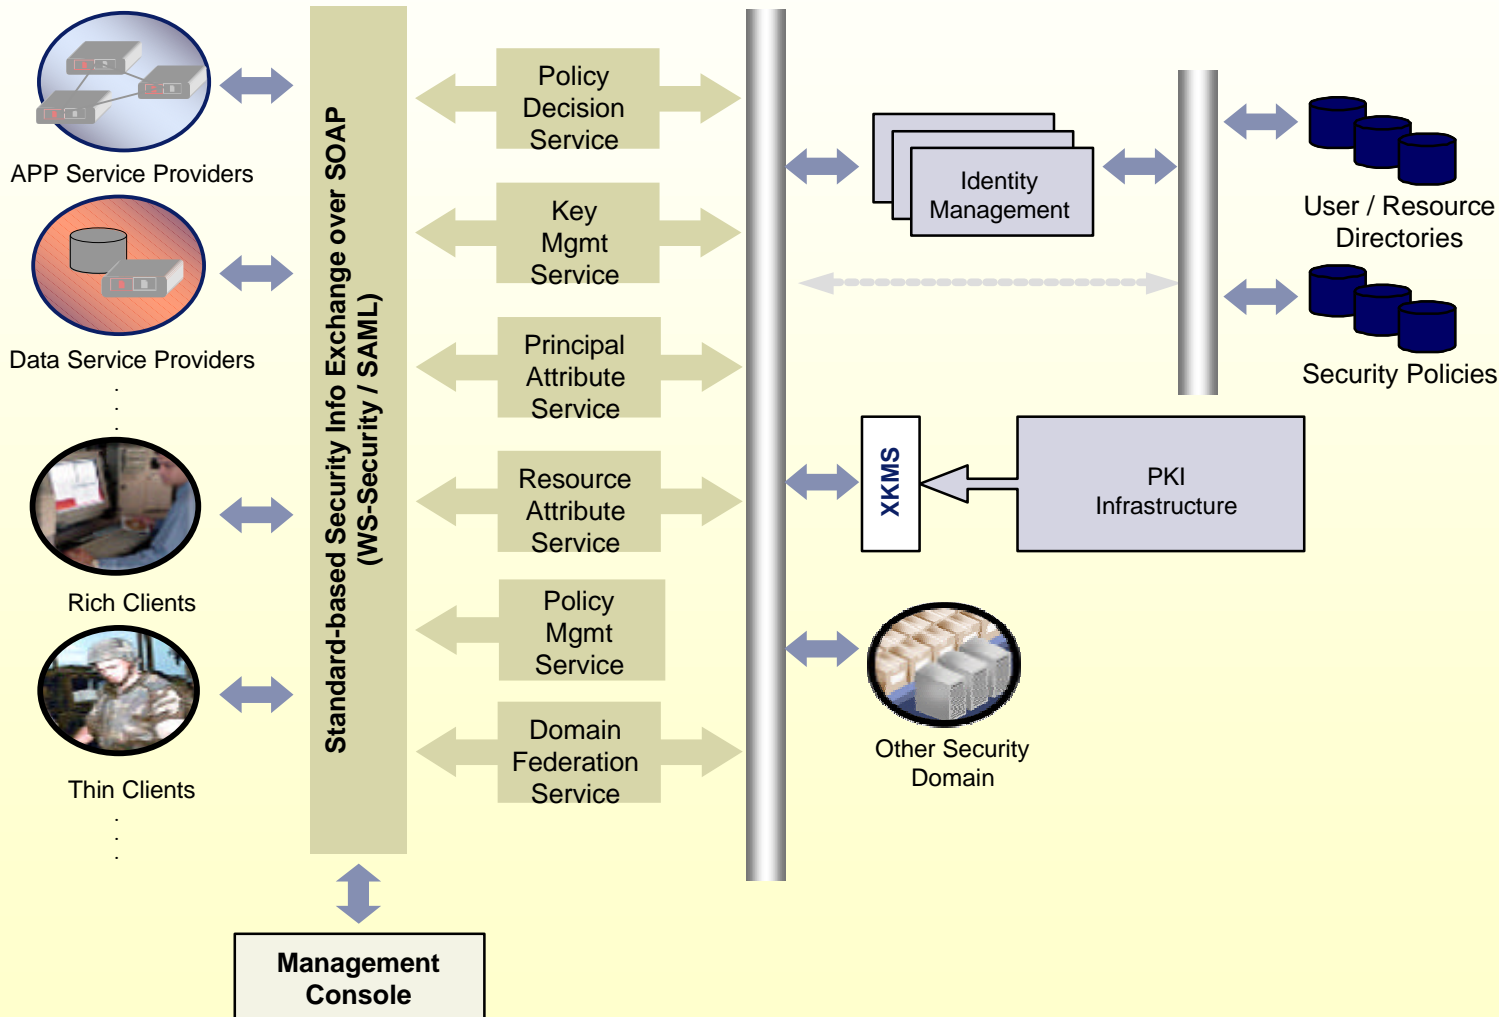 APP Service Providers
Data Service Providers
.
.
.
Rich Clients
Thin Clients
.
.
.
Standard-based Security Info Exchange over SOAP
(WS-Security / SAML)
Management
Console
Policy
Decision
Service
Key
Mgmt
Service
Principal
Attribute
Service
Resource
Attribute
Service
Policy
Mgmt
Service
Domain
Federation
Service
Identity
Management
XKMS
PKI
Infrastructure
Other Security
Domain
User / Resource
Directories
Security Policies